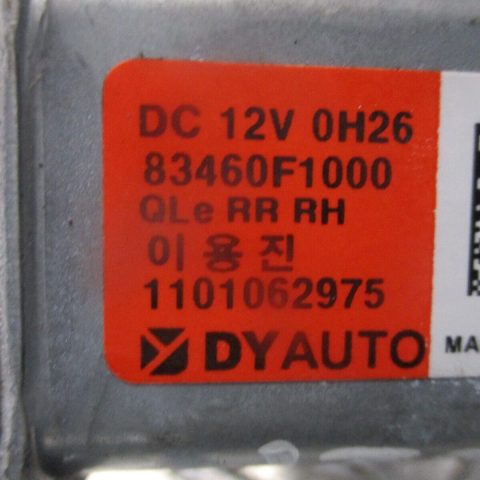 DC 12V 0H26
83460F1000
QLe RR RH
이용진
1101062975
DYAUTO
MA